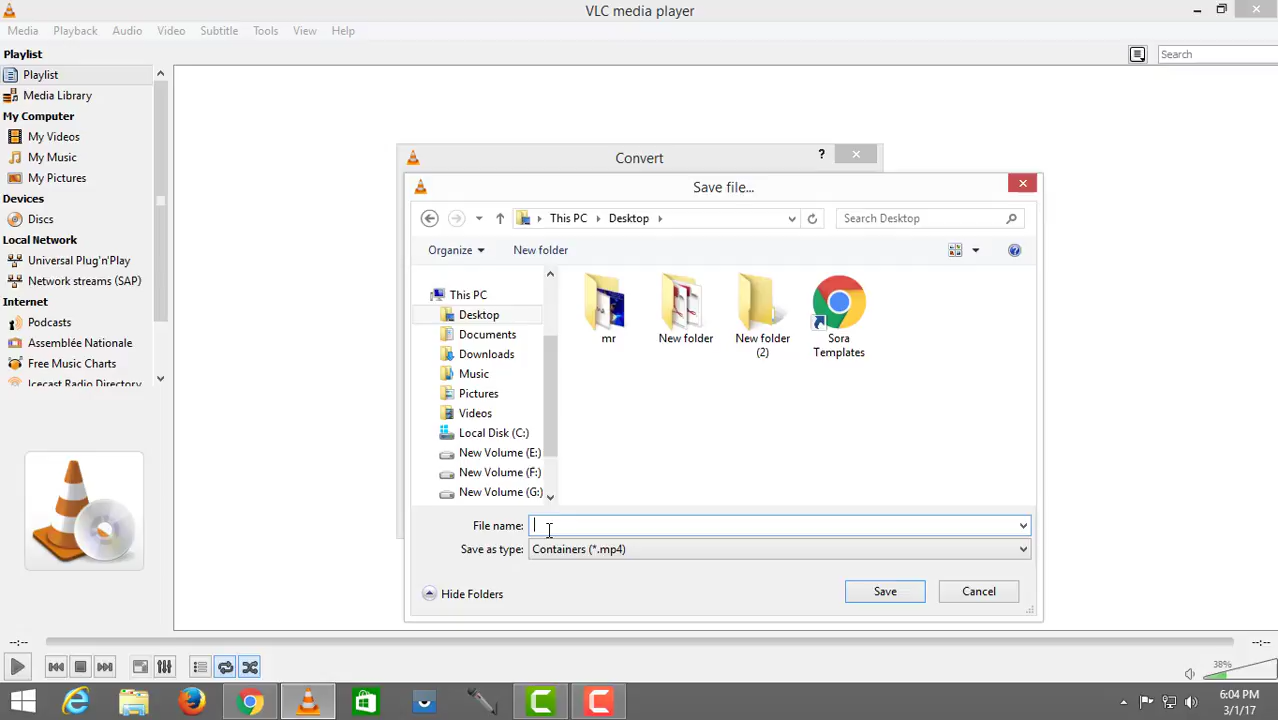 VLC media player
Media Playback Audio Video Subtitle Tools View Help
Playlist
Search
Playlist
Media Library
My Computer
My Videos
My Music
My Pictures
Devices
Discs
Local Network
Universal Plug'n'Play
Network streams (SAP)
Internet
Podcasts
Assemblée Nationale
Free Music Charts
Icecast Radio Directory
Convert
?
Save file...
This PC Desktop
Search Desktop
Organize New folder
This PC
Desktop
Documents
Downloads
Music
Pictures
Videos
Local Disk (C:)
New Volume (E:)
New Volume (F:)
New Volume (G:)
mr
New folder
New folder
(2)
Sora
Templates
File name:
Save as type: Containers (*.mp4)
Hide Folders
Save
Cancel
--:--
--:--
38%
6:04 PM
3/1/17